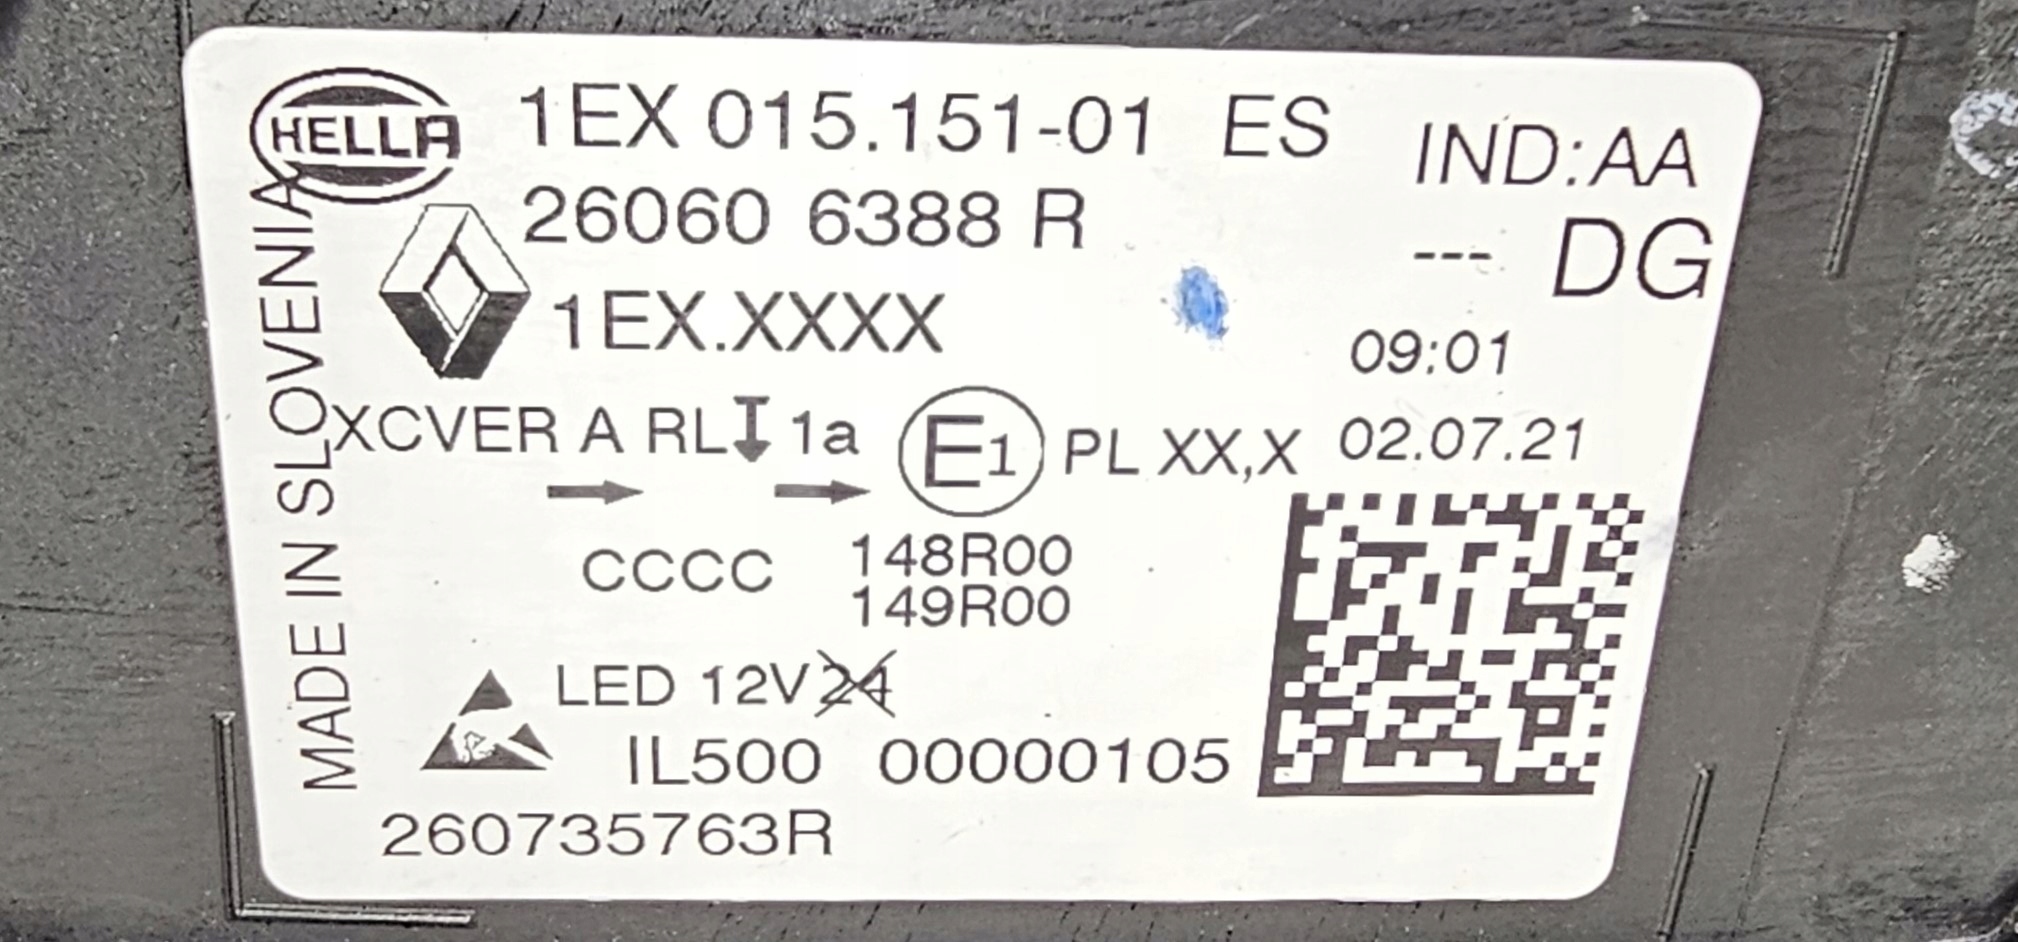 HELLA
1EX 015.151-01 ES
IND:AA
26060 6388 R
--- DG
1EX.XXXX
09:01
MADE IN SLOVENIA
XCVER A RL 1a E1 PL XX,X 02.07.21
CCCC
148R00
149R00
LED 12V 24
IL500 00000105
260735763R